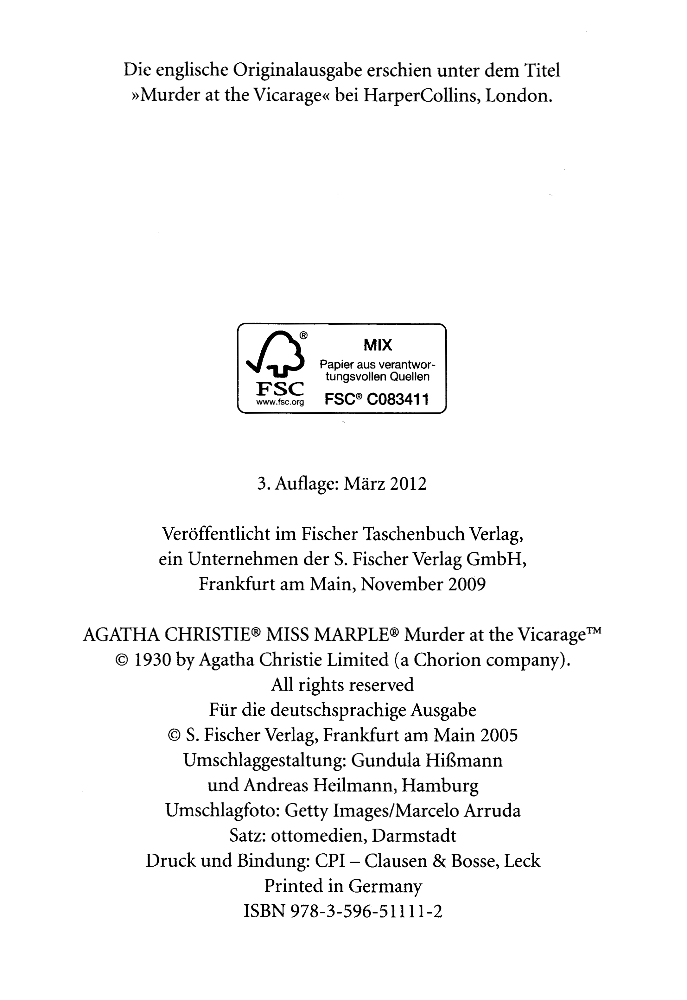 Die englische Originalausgabe erschien unter dem Titel
»Murder at the Vicarage« bei HarperCollins, London.
®
MIX
Papier aus verantwor-
tungsvollen Quellen
FSC
www.fsc.org
FSC® C083411
3. Auflage: März 2012
Veröffentlicht im Fischer Taschenbuch Verlag,
ein Unternehmen der S. Fischer Verlag GmbH,
Frankfurt am Main, November 2009
AGATHA CHRISTIE® MISS MARPLE® Murder at the Vicarage™
© 1930 by Agatha Christie Limited (a Chorion company).
All rights reserved
Für die deutschsprachige Ausgabe
© S. Fischer Verlag, Frankfurt am Main 2005
Umschlaggestaltung: Gundula Hißmann
und Andreas Heilmann, Hamburg
Umschlagfoto: Getty Images/Marcelo Arruda
Satz: ottomedien, Darmstadt
Druck und Bindung: CPI – Clausen & Bosse, Leck
Printed in Germany
ISBN 978-3-596-51111-2